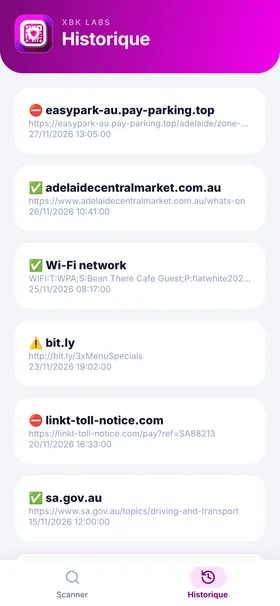 XBK LABS
Historique
easypark-au.pay-parking.top
https://easypark-au.pay-parking.top/adelaide/zone-...
27/11/2026 13:05:00
adelaidecentralmarket.com.au
https://www.adelaidecentralmarket.com.au/whats-on
26/11/2026 10:41:00
Wi-Fi network
WIFI:T:WPA;S:Bean There Cafe Guest;P:flatwhite202...
25/11/2026 08:17:00
bit.ly
http://bit.ly/3xMenuSpecials
23/11/2026 19:02:00
linkt-toll-notice.com
https://linkt-toll-notice.com/pay?ref=SA88213
20/11/2026 16:33:00
sa.gov.au
https://www.sa.gov.au/topics/driving-and-transport
15/11/2026 12:00:00
Scanner
Historique